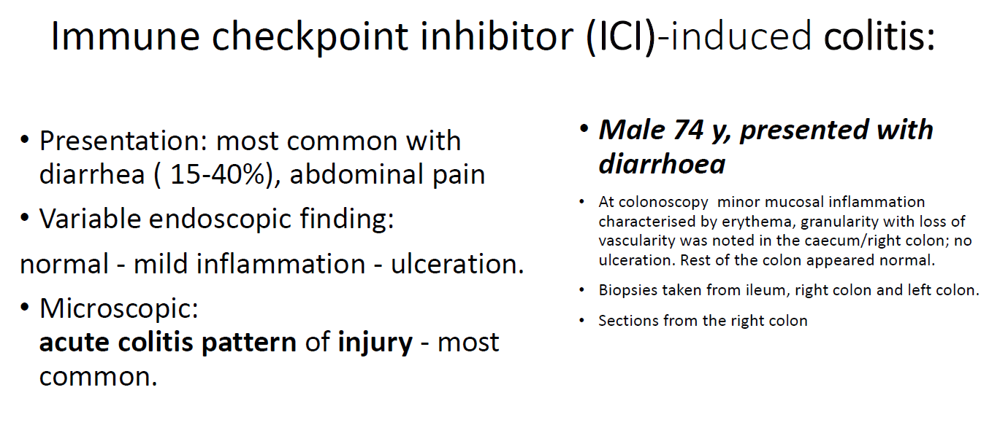 Immune checkpoint inhibitor (ICI)-induced colitis:
• Presentation: most common with
diarrhea ( 15-40%), abdominal pain
• Variable endoscopic finding:
normal - mild inflammation - ulceration.
• Microscopic:
acute colitis pattern of injury - most
common.
• Male 74 y, presented with
diarrhoea
• At colonoscopy  minor mucosal inflammation
characterised by erythema, granularity with loss of
vascularity was noted in the caecum/right colon; no
ulceration. Rest of the colon appeared normal.
• Biopsies taken from ileum, right colon and left colon.
• Sections from the right colon